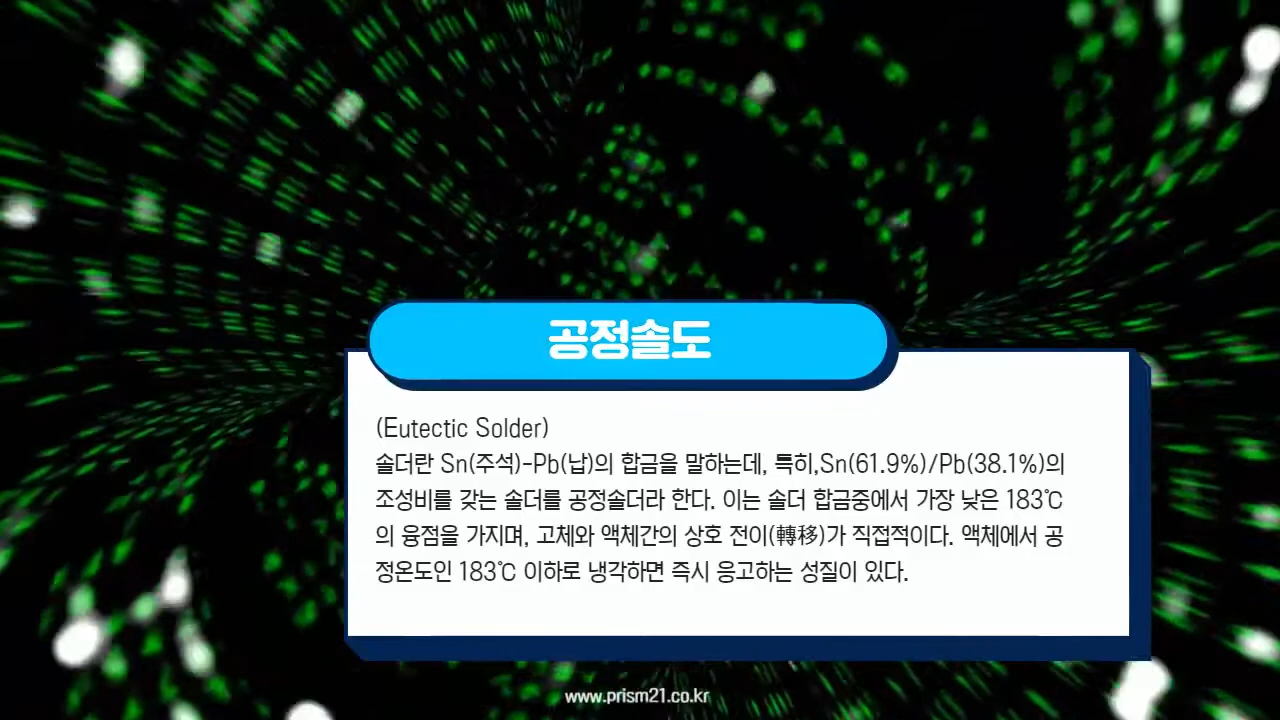 공정솔도
(Eutectic Solder)
솔더란 Sn(주석)-Pb(납)의 합금을 말하는데, 특히,Sn(61.9%)/Pb(38.1%)의
조성비를 갖는 솔더를 공정솔더라 한다. 이는 솔더 합금중에서 가장 낮은 183℃
의 융점을 가지며, 고체와 액체간의 상호 전이(轉移)가 직접적이다. 액체에서 공
정온도인 183℃ 이하로 냉각하면 즉시 응고하는 성질이 있다.
www.prism21.co.kr